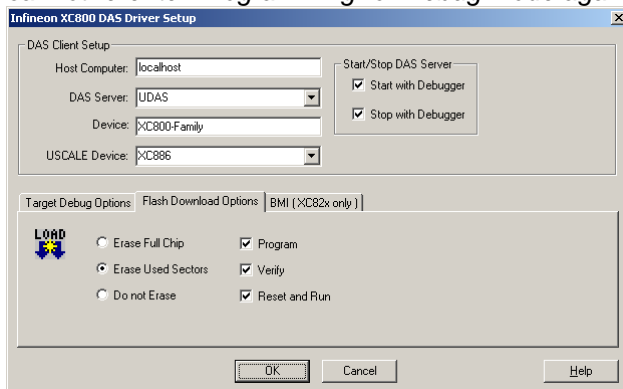 Infineon XC800 DAS Driver Setup
DAS Client Setup
Host Computer: localhost
DAS Server: UDAS
Device: XC800-Family
USCALE Device: XC886
Start/Stop DAS Server
Start with Debugger
Stop with Debugger
Target Debug Options Flash Download Options BMI ( XC82x only )
LOAD
Erase Full Chip
Erase Used Sectors
Do not Erase
Program
Verify
Reset and Run
OK Cancel Help